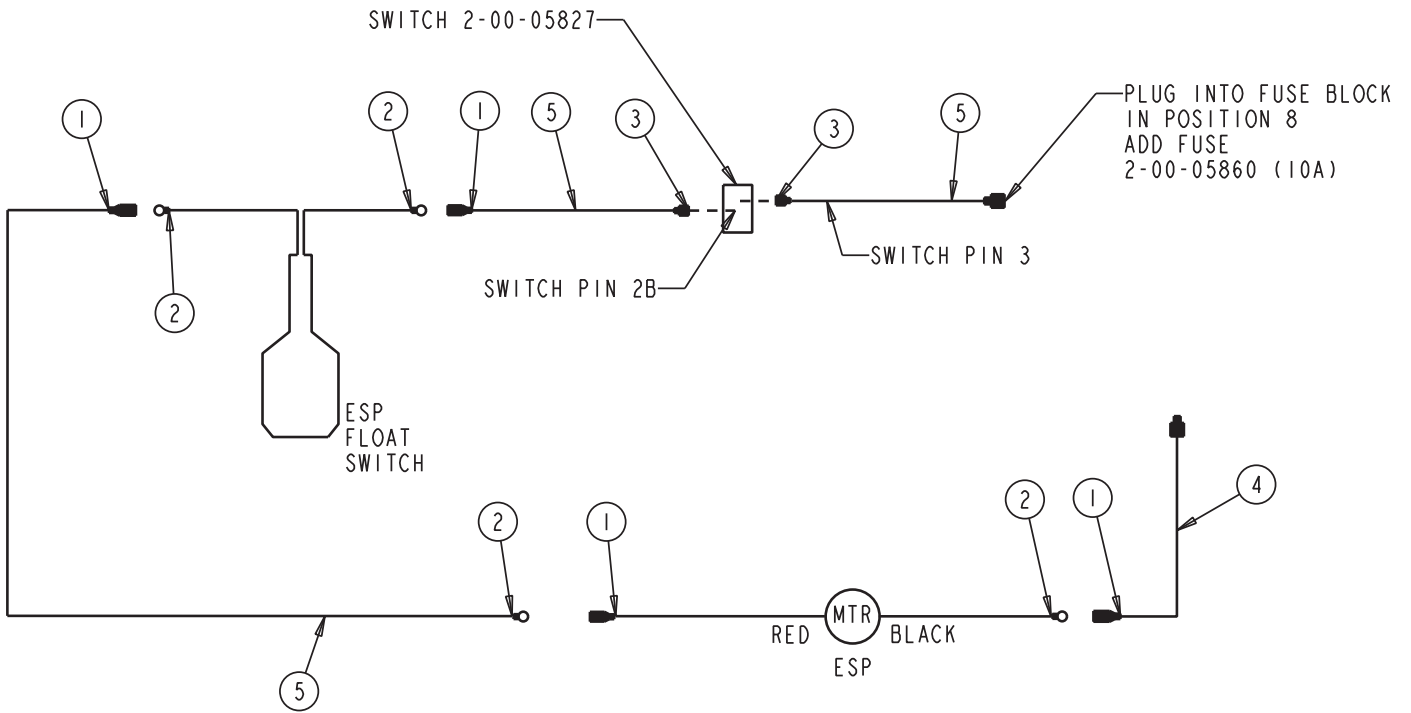 SWITCH 2-00-05827
1
2
1
5
3
3
5
PLUG INTO FUSE BLOCK
IN POSITION 8
ADD FUSE
2-00-05860 (10A)
SWITCH PIN 3
SWITCH PIN 2B
2
ESP
FLOAT
SWITCH
2
1
2
1
4
RED
MTR
BLACK
ESP
5